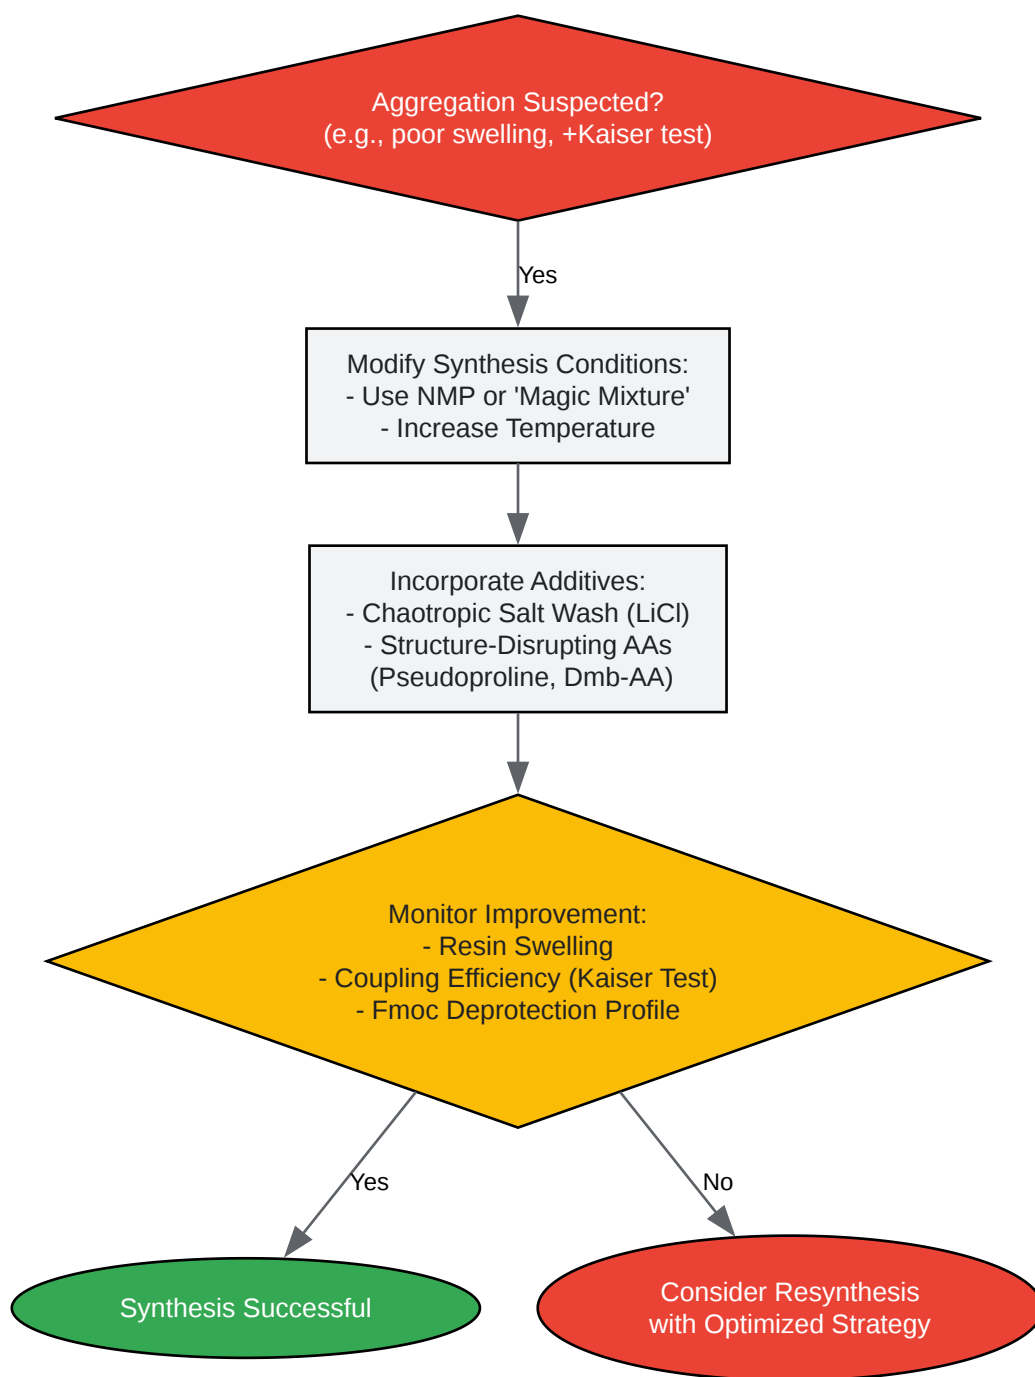 Aggregation Suspected?
(e.g., poor swelling, +Kaiser test)
Yes
Modify Synthesis Conditions:
- Use NMP or 'Magic Mixture'
- Increase Temperature
Incorporate Additives:
- Chaotropic Salt Wash (LiCl)
- Structure-Disrupting AAs
(Pseudoproline, Dmb-AA)
Monitor Improvement:
- Resin Swelling
- Coupling Efficiency (Kaiser Test)
- Fmoc Deprotection Profile
Yes
No
Synthesis Successful
Consider Resynthesis
with Optimized Strategy